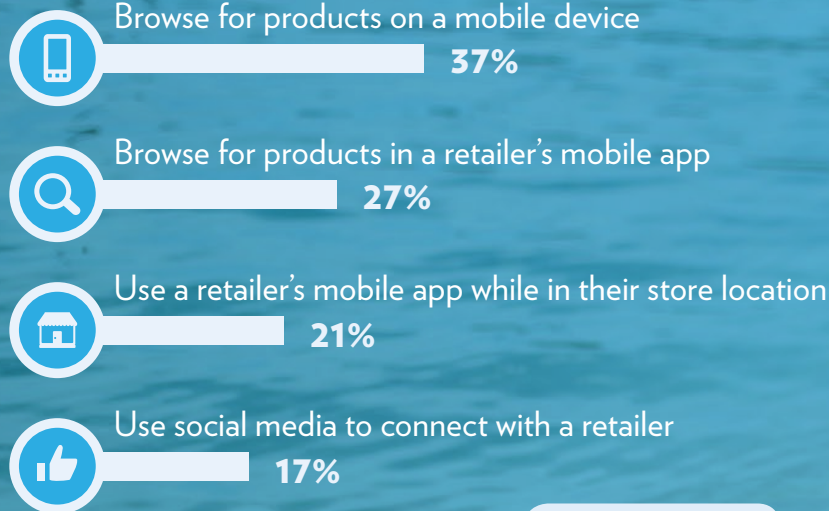 Browse for products on a mobile device
37%
Browse for products in a retailer’s mobile app
27%
Use a retailer’s mobile app while in their store location
21%
Use social media to connect with a retailer
17%